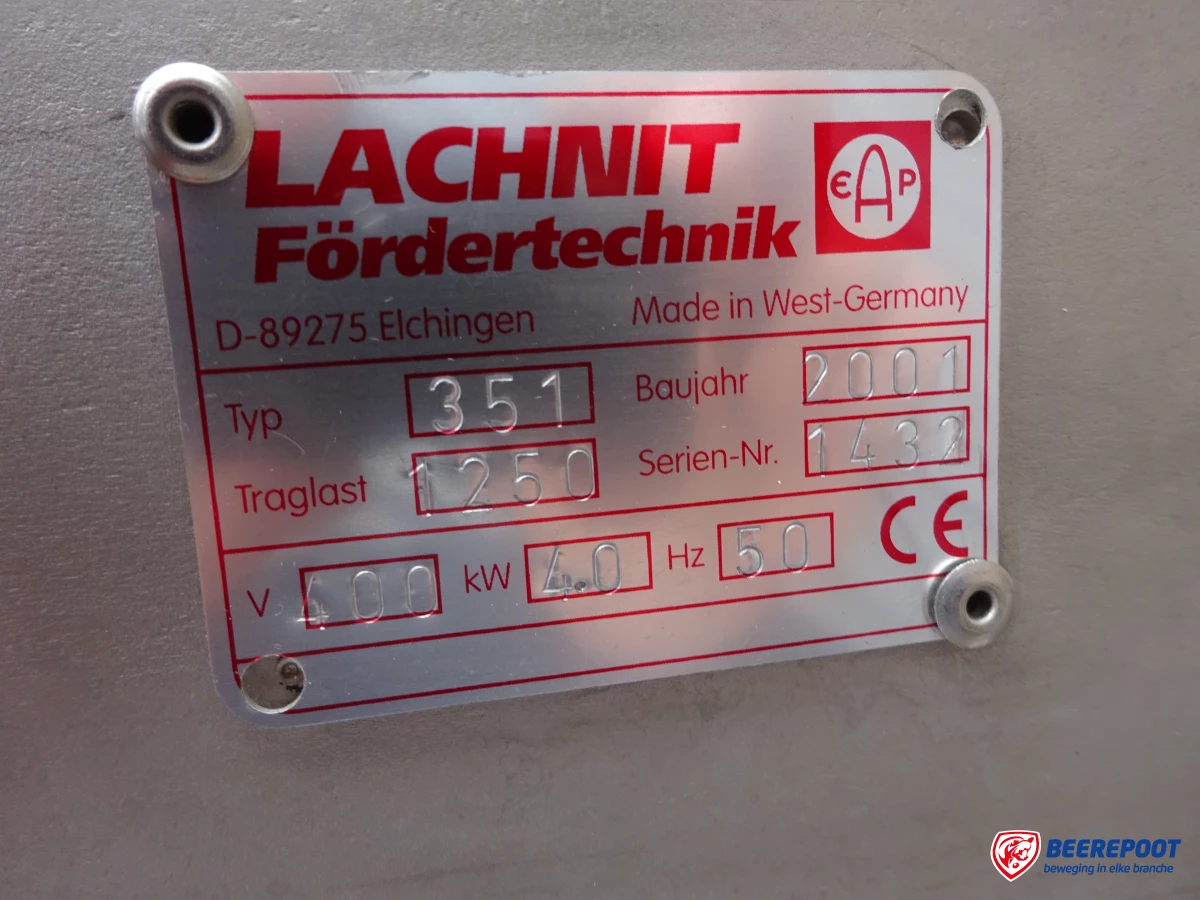 LACHNIT
Fördertechnik
EAP
D-89275 Elchingen Made in West-Germany
Typ 351 Baujahr 2001
Traglast 1250 Serien-Nr. 1432
V 400 kW 4.0 Hz 50 CE
BEEREPOOT
beweging in elke branche